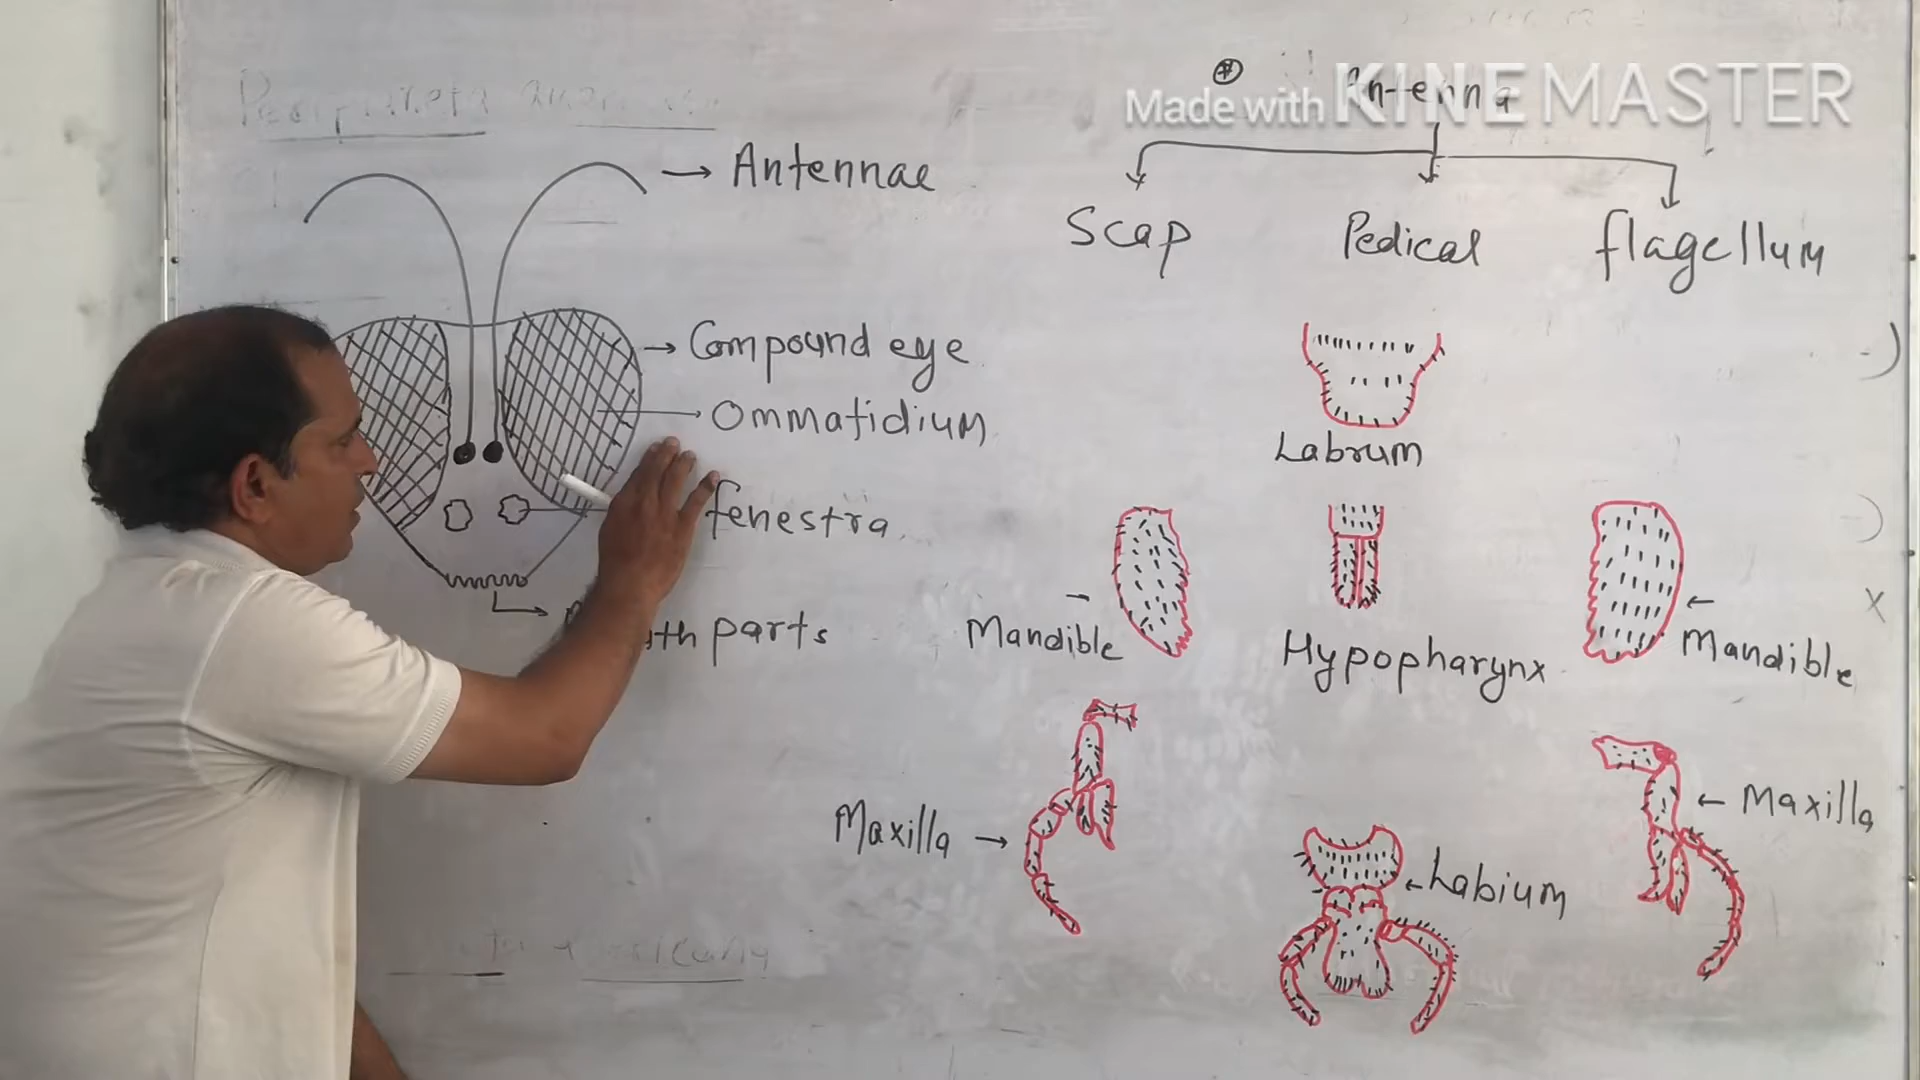 Antenna
Made with KINEMASTER
Antennae
Scap
Pedical
flagellum
Compound eye
Ommatidium
Labrum
fenestra
parts
Mandible
Hypopharynx
Mandible
Maxilla
Maxilla
Labium